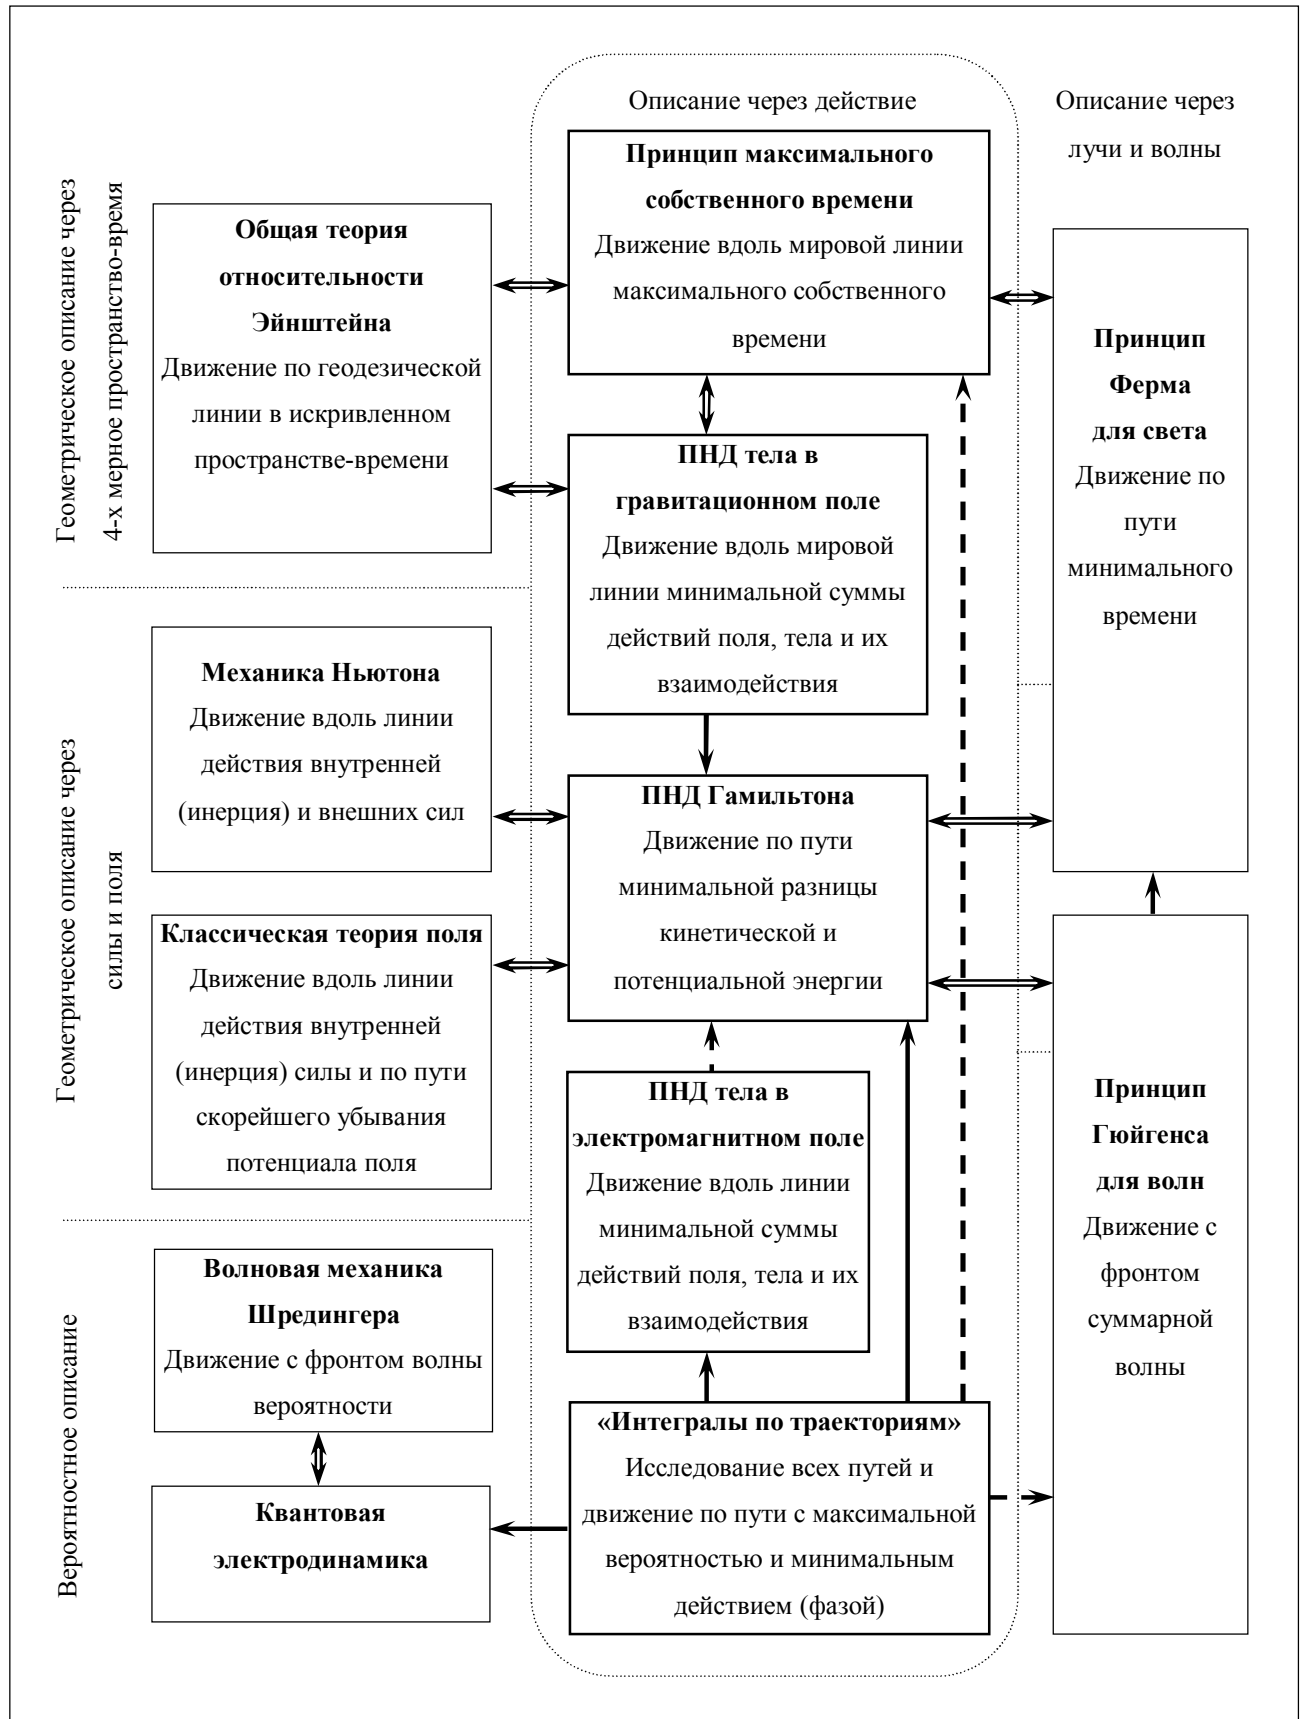 Описание через действие
Описание через
лучи и волны
Геометрическое описание через
4-х мерное пространство-время
Общая теория
относительности
Эйнштейна
Движение по геодезической
линии в искривленном
пространстве-времени
Принцип максимального
собственного времени
Движение вдоль мировой линии
максимального собственного
времени
Принцип
Ферма
для света
Движение по
пути
минимального
времени
ПНД тела в
гравитационном поле
Движение вдоль мировой
линии минимальной суммы
действий поля, тела и их
взаимодействия
Геометрическое описание через
силы и поля
Механика Ньютона
Движение вдоль линии
действия внутренней
(инерция) и внешних сил
ПНД Гамильтона
Движение по пути
минимальной разницы
кинетической и
потенциальной энергии
Классическая теория поля
Движение вдоль линии
действия внутренней
(инерция) силы и по пути
скорейшего убывания
потенциала поля
ПНД тела в
электромагнитном поле
Движение вдоль линии
минимальной суммы
действий поля, тела и их
взаимодействия
Принцип
Гюйгенса
для волн
Движение с
фронтом
суммарной
волны
Вероятностное описание
Волновая механика
Шредингера
Движение с фронтом волны
вероятности
Квантовая
электродинамика
«Интегралы по траекториям»
Исследование всех путей и
движение по пути с максимальной
вероятностью и минимальным
действием (фазой)